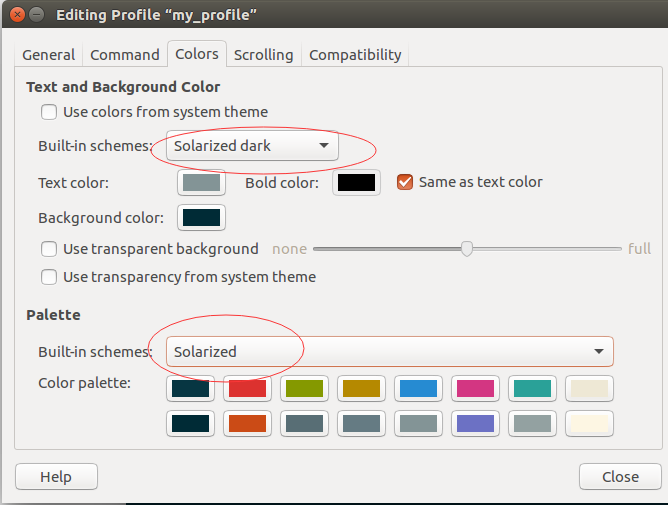 Editing Profile “my_profile”
General Command Colors Scrolling Compatibility
Text and Background Color
Use colors from system theme
Built-in schemes: Solarized dark
Text color: Bold color: Same as text color
Background color:
Use transparent background none full
Use transparency from system theme
Palette
Built-in schemes: Solarized
Color palette:
Help Close